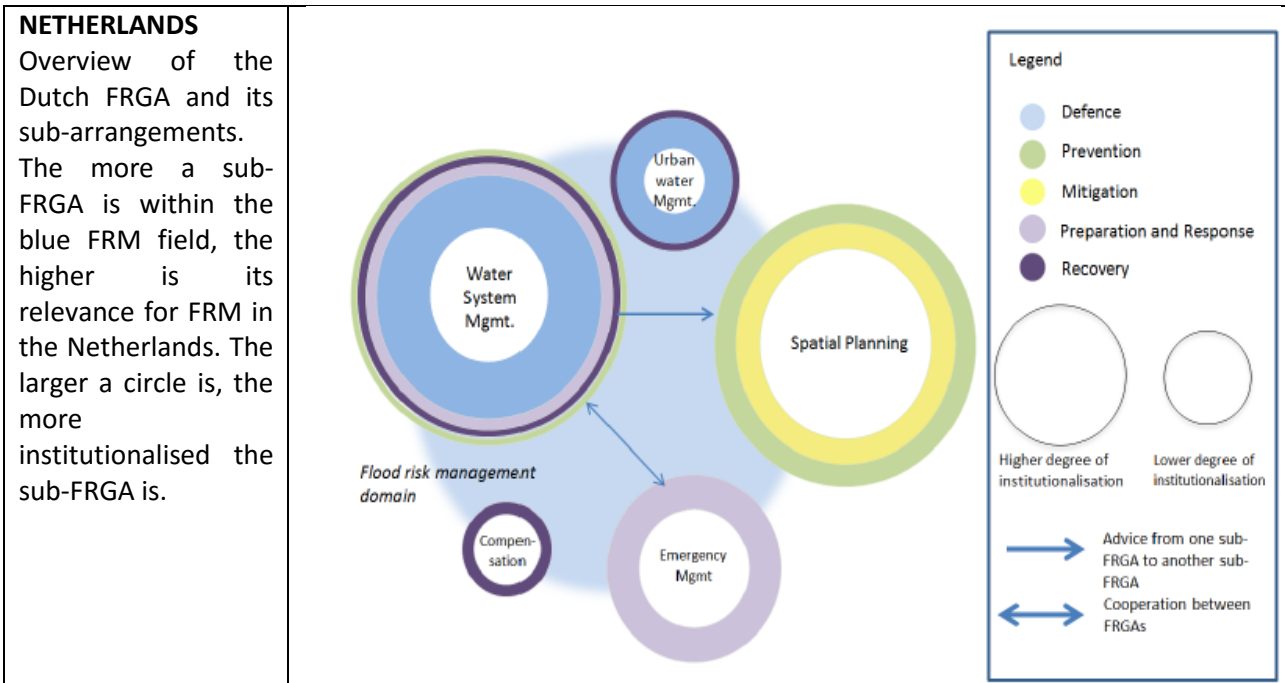 NETHERLANDS
Overview of the
Dutch FRGA and its
sub-arrangements.
The more a sub-
FRGA is within the
blue FRM field, the
higher is its
relevance for FRM in
the Netherlands. The
larger a circle is, the
more
institutionalised the
sub-FRGA is.
Urban
water
Mgmt.
Water
System
Mgmt.
Spatial Planning
Flood risk management
domain
Compen-
sation
Emergency
Mgmt
Legend
Defence
Prevention
Mitigation
Preparation and Response
Recovery
Higher degree of
institutionalisation
Lower degree of
institutionalisation
Advice from one sub-
FRGA to another sub-
FRGA
Cooperation between
FRGAs